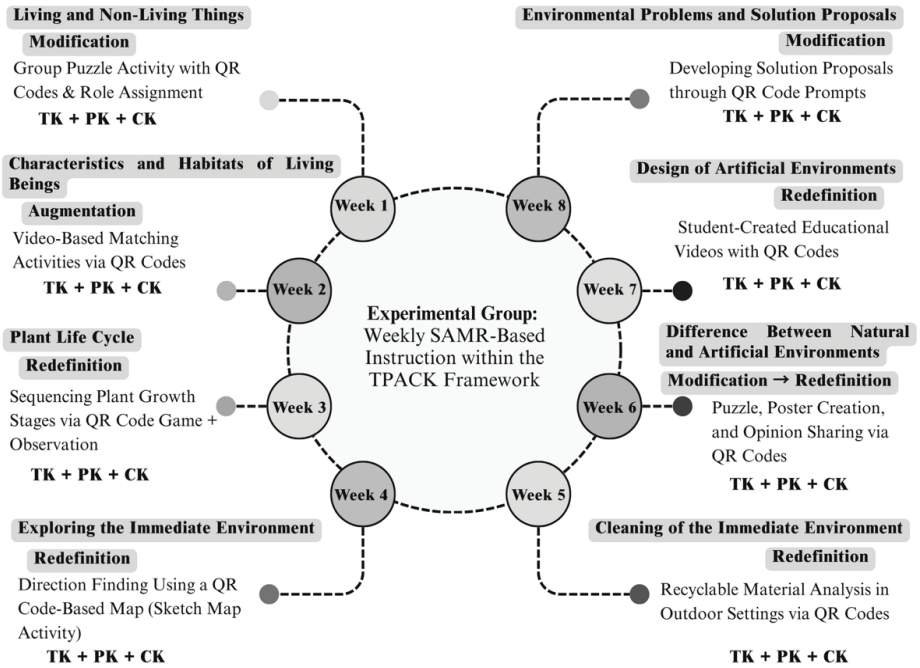 Living and Non-Living Things
Modification
Group Puzzle Activity with QR
Codes & Role Assignment
TK + PK + CK
Week 1
Characteristics and Habitats of Living
Beings
Augmentation
Video-Based Matching
Activities via QR Codes
TK + PK + CK
Week 2
Plant Life Cycle
Redefinition
Sequencing Plant Growth
Stages via QR Code Game +
Observation
TK + PK + CK
Week 3
Exploring the Immediate Environment
Redefinition
Direction Finding Using a QR
Code-Based Map (Sketch Map
Activity)
TK + PK + CK
Week 4
Experimental Group:
Weekly SAMR-Based
Instruction within the
TPACK Framework
Environmental Problems and Solution Proposals
Modification
Developing Solution Proposals
through QR Code Prompts
TK + PK + CK
Week 8
Design of Artificial Environments
Redefinition
Student-Created Educational
Videos with QR Codes
TK + PK + CK
Week 7
Difference Between Natural
and Artificial Environments
Modification → Redefinition
Puzzle, Poster Creation,
and Opinion Sharing via
QR Codes
TK + PK + CK
Week 6
Cleaning of the Immediate Environment
Redefinition
Recyclable Material Analysis in
Outdoor Settings via QR Codes
TK + PK + CK
Week 5